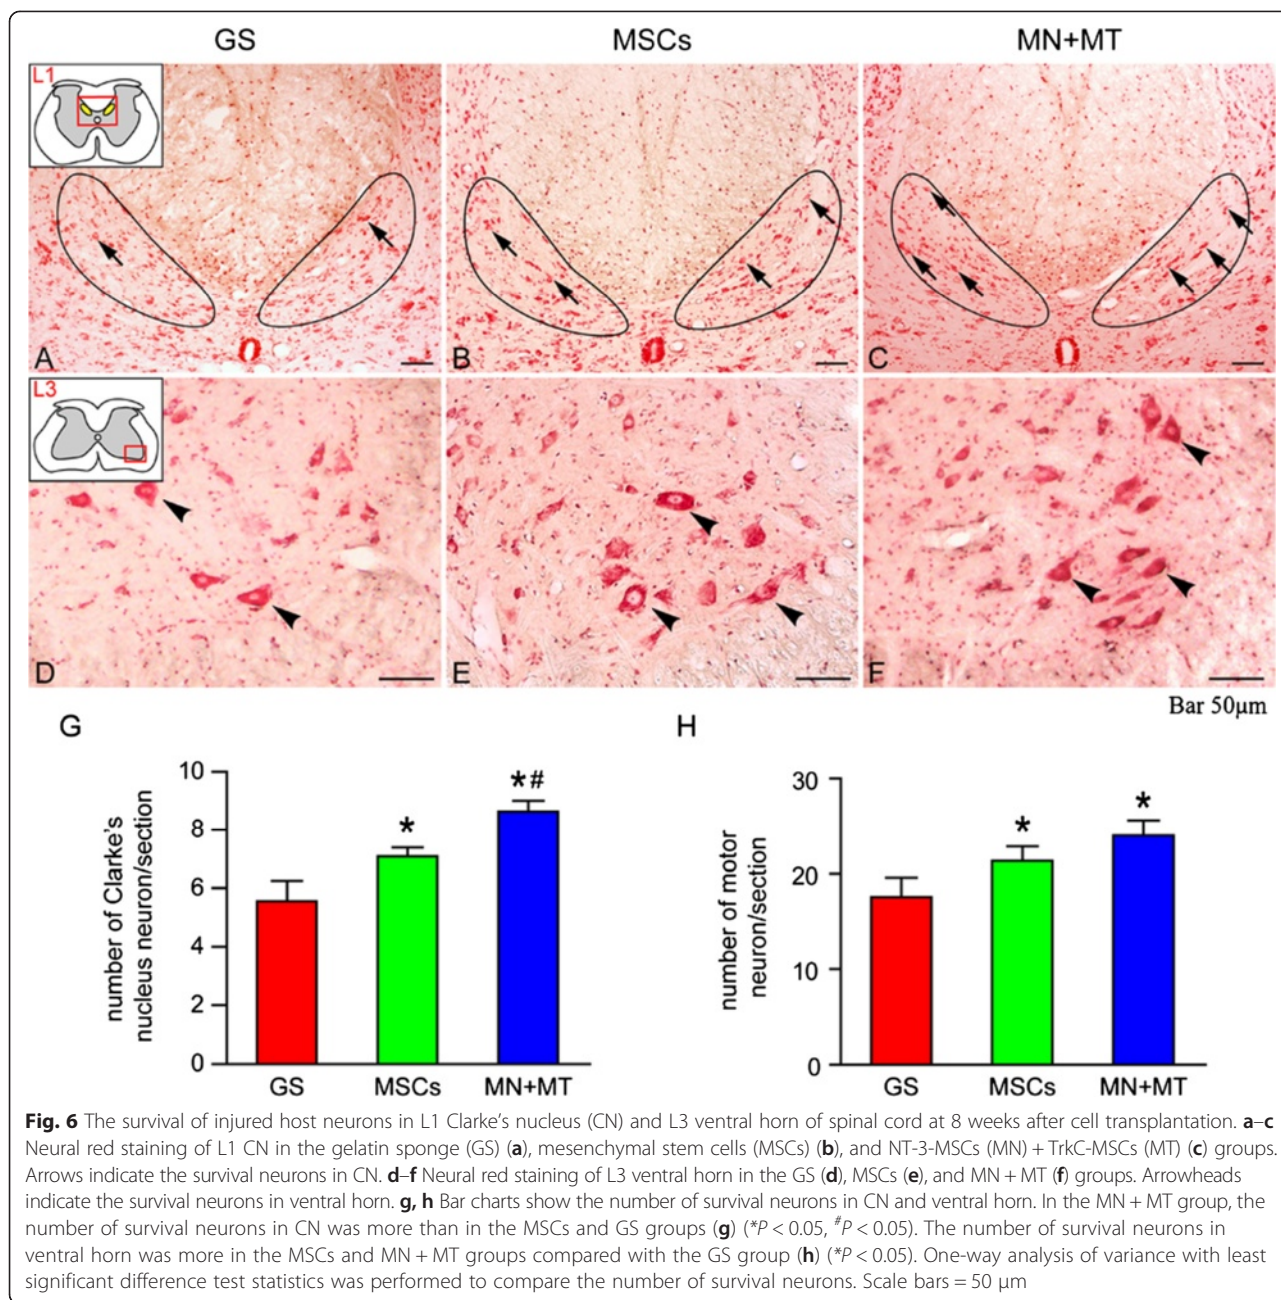 GS MSCs MN+MT
L1
A B C
L3
D E F
Bar 50µm
G
10
8
6
4
2
0
number of Clarke's
nucleus neuron/section
* *#
GS MSCs MN+MT
H
30
20
10
0
number of motor
neuron/section
* *
GS MSCs MN+MT
Fig. 6 The survival of injured host neurons in L1 Clarke's nucleus (CN) and L3 ventral horn of spinal cord at 8 weeks after cell transplantation. a–c
Neural red staining of L1 CN in the gelatin sponge (GS) (a), mesenchymal stem cells (MSCs) (b), and NT-3-MSCs (MN) + TrkC-MSCs (MT) (c) groups.
Arrows indicate the survival neurons in CN. d–f Neural red staining of L3 ventral horn in the GS (d), MSCs (e), and MN + MT (f) groups. Arrowheads
indicate the survival neurons in ventral horn. g, h Bar charts show the number of survival neurons in CN and ventral horn. In the MN + MT group, the
number of survival neurons in CN was more than in the MSCs and GS groups (g) (*P < 0.05, #P < 0.05). The number of survival neurons in
ventral horn was more in the MSCs and MN + MT groups compared with the GS group (h) (*P < 0.05). One-way analysis of variance with least
significant difference test statistics was performed to compare the number of survival neurons. Scale bars = 50 µm